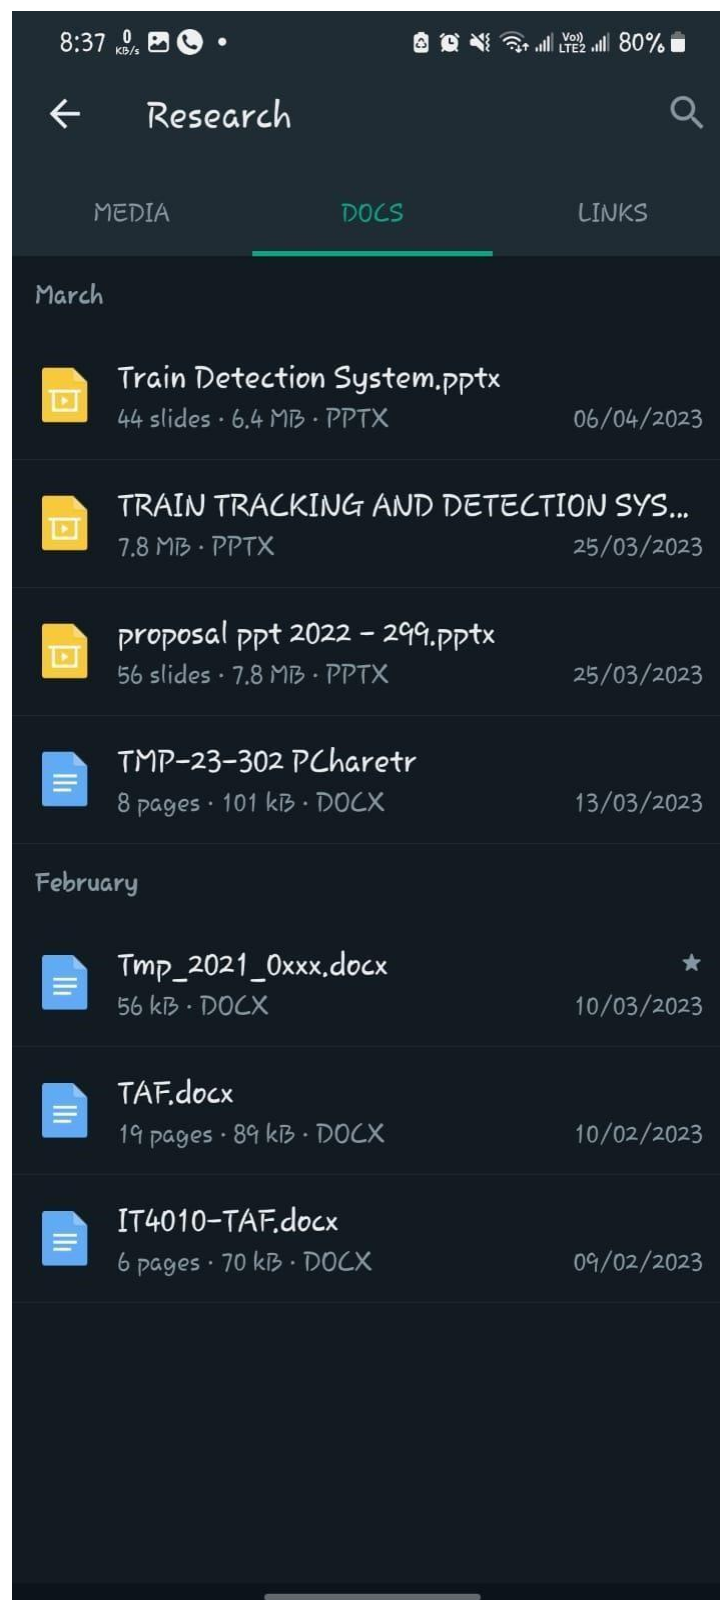 8:37 0 KB/s Vo)) LTE2 80%
Research
MEDIA DOCS LINKS
March
Train Detection System.pptx
44 slides · 6.4 MB · PPTX 06/04/2023
TRAIN TRACKING AND DETECTION SYS...
7.8 MB · PPTX 25/03/2023
proposal ppt 2022 - 299.pptx
56 slides · 7.8 MB · PPTX 25/03/2023
TMP-23-302 PCharetr
8 pages · 101 kB · DOCX 13/03/2023
February
Tmp_2021_0xxx.docx
56 kB · DOCX 10/03/2023
TAF.docx
19 pages · 89 kB · DOCX 10/02/2023
IT4010-TAF.docx
6 pages · 70 kB · DOCX 09/02/2023